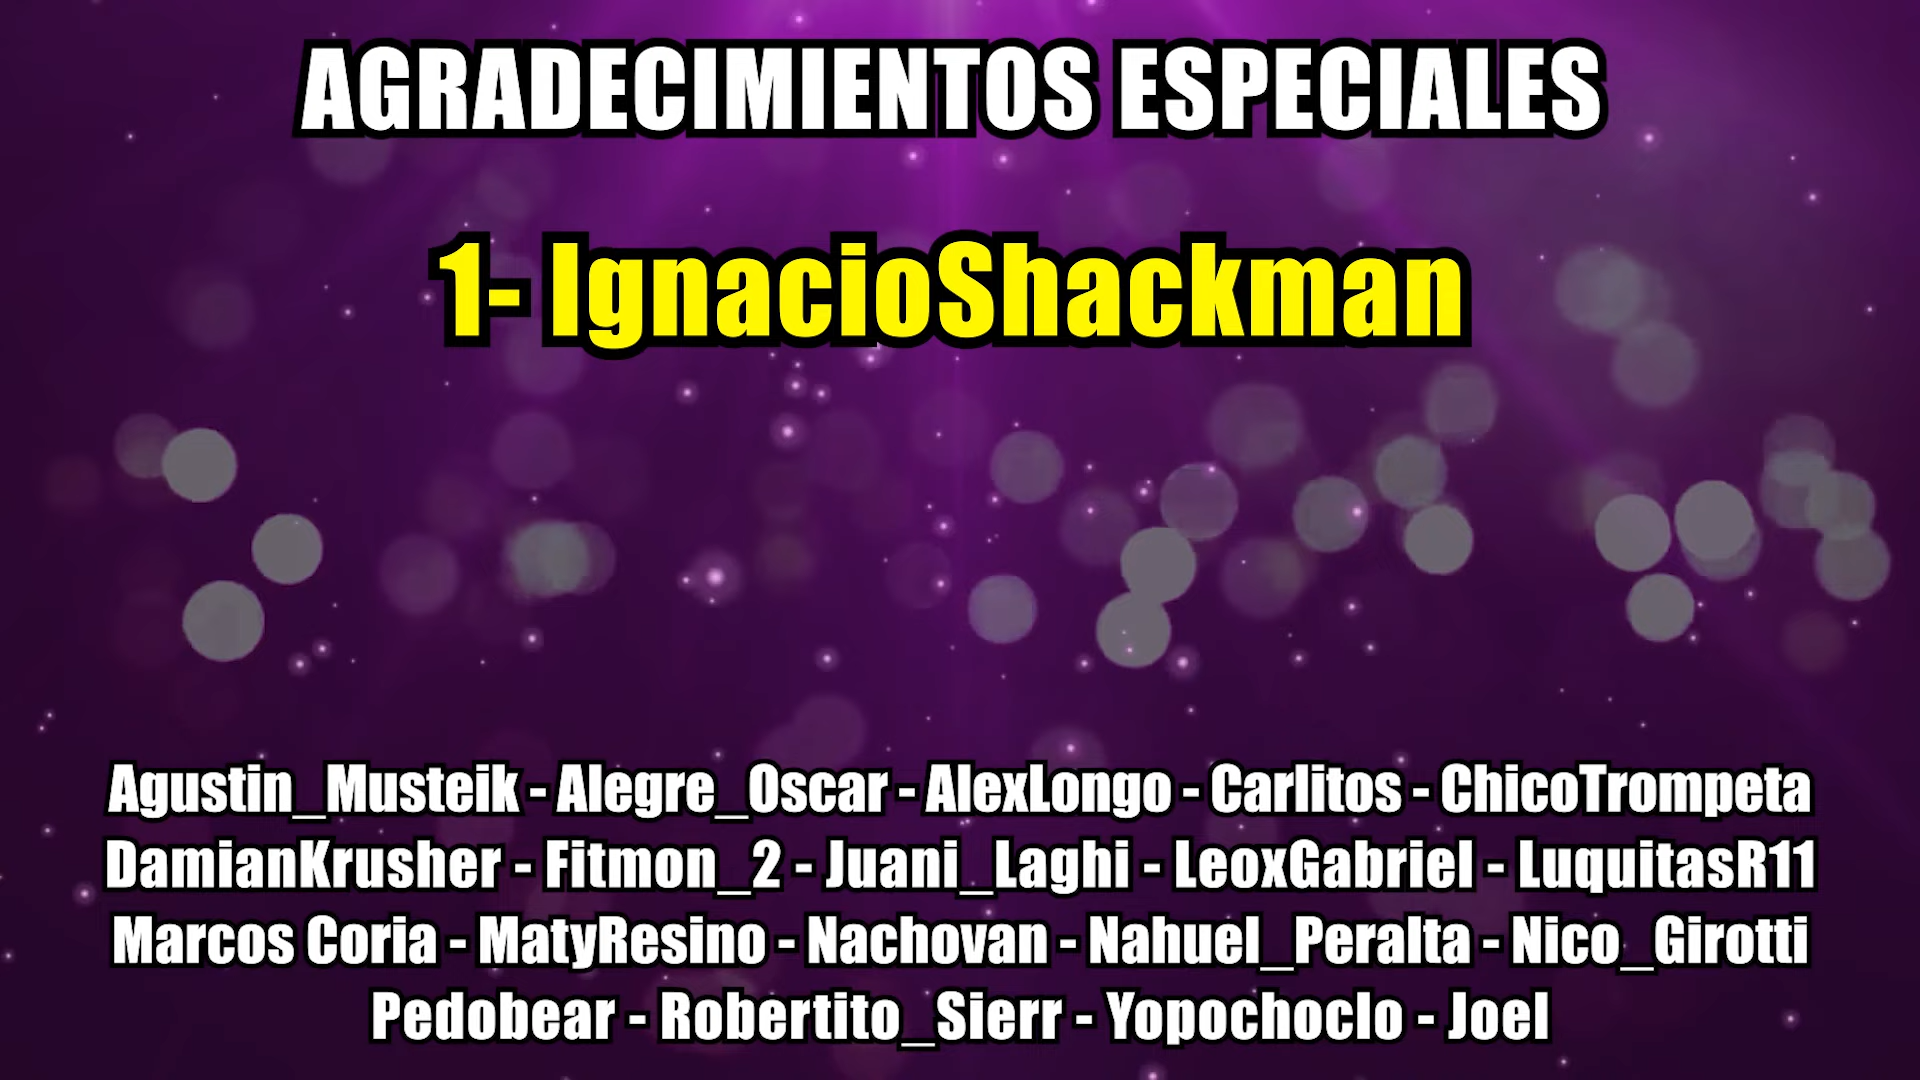 AGRADECIMIENTOS ESPECIALES
1- IgnacioShackman
Agustin_Musteik - Alegre_Oscar - AlexLongo - Carlitos - ChicoTrompeta
DamianKrusher - Fitmon_2 - Juani_Laghi - LeoxGabriel - LuquitasR11
Marcos Coria - MatyResino - Nachovan - Nahuel_Peralta - Nico_Girotti
Pedobear - Robertito_Sierr - Yopochoclo - Joel